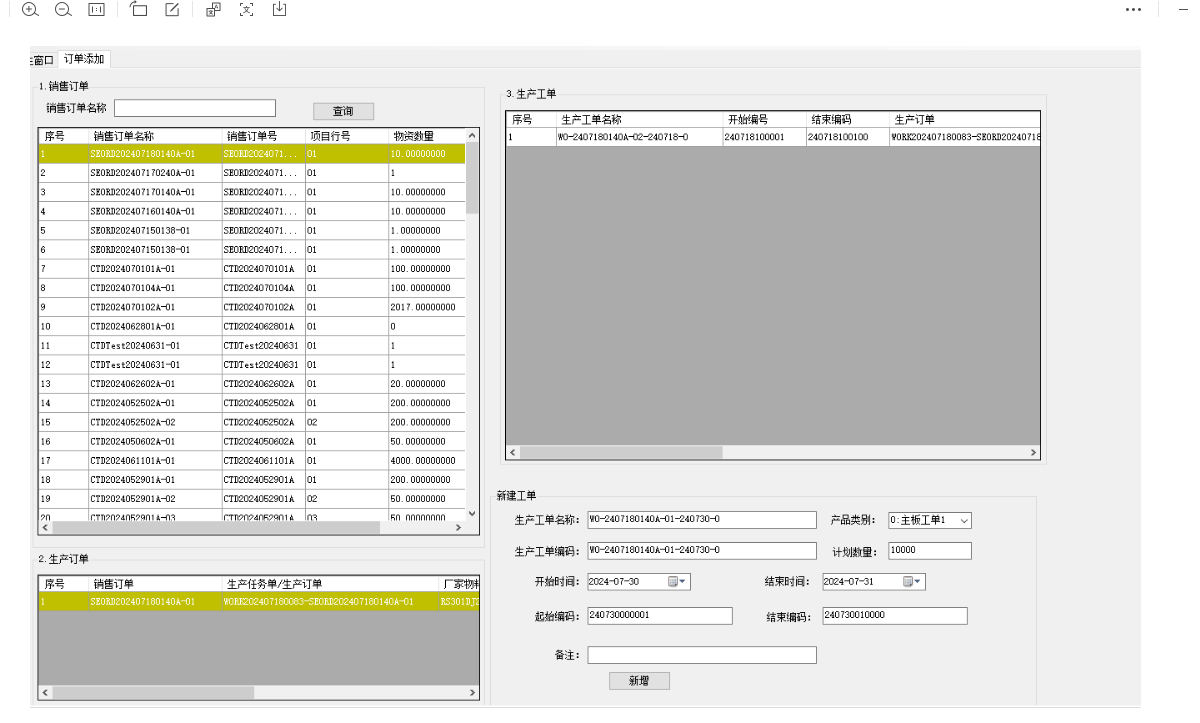 主窗口 订单添加
1.销售订单
销售订单名称 查询
序号 销售订单名称 销售订单号 项目行号 物资数量
1 SEORD202407180140A-01 SEORD2024071... 01 10.00000000
2 SEORD202407170240A-01 SEORD2024071... 01 1
3 SEORD202407170140A-01 SEORD2024071... 01 10.00000000
4 SEORD202407160140A-01 SEORD2024071... 01 10.00000000
5 SEORD202407150138-01 SEORD2024071... 01 1.00000000
6 SEORD202407150138-01 SEORD2024071... 01 1.00000000
7 CTD2024070101A-01 CTD2024070101A 01 100.00000000
8 CTD2024070104A-01 CTD2024070104A 01 100.00000000
9 CTD2024070102A-01 CTD2024070102A 01 2017.00000000
10 CTD2024062801A-01 CTD2024062801A 01 0
11 CTDTest20240631-01 CTDTest20240631 01 1
12 CTDTest20240631-01 CTDTest20240631 01 1
13 CTD2024062602A-01 CTD2024062602A 01 20.00000000
14 CTD2024052502A-01 CTD2024052502A 01 200.00000000
15 CTD2024052502A-02 CTD2024052502A 02 200.00000000
16 CTD2024050602A-01 CTD2024050602A 01 50.00000000
17 CTD2024061101A-01 CTD2024061101A 01 4000.00000000
18 CTD2024052901A-01 CTD2024052901A 01 200.00000000
19 CTD2024052901A-02 CTD2024052901A 02 50.00000000
20 CTD2024052901A-03 CTD2024052901A 03 50.00000000
2.生产订单
序号 销售订单 生产任务单/生产订单 厂家物料
1 SEORD202407180140A-01 WORK202407180083-SEORD202407180140A-01 RS301DJS
3.生产工单
序号 生产工单名称 开始编号 结束编码 生产订单
1 WO-2407180140A-02-240718-0 240718100001 240718100100 WORK202407180083-SEORD20240718
新建工单
生产工单名称: WO-2407180140A-01-240730-0 产品类别: 0:主板工单1
生产工单编码: WO-2407180140A-01-240730-0 计划数量: 10000
开始时间: 2024-07-30 结束时间: 2024-07-31
起始编码: 240730000001 结束编码: 240730010000
备注:
新增